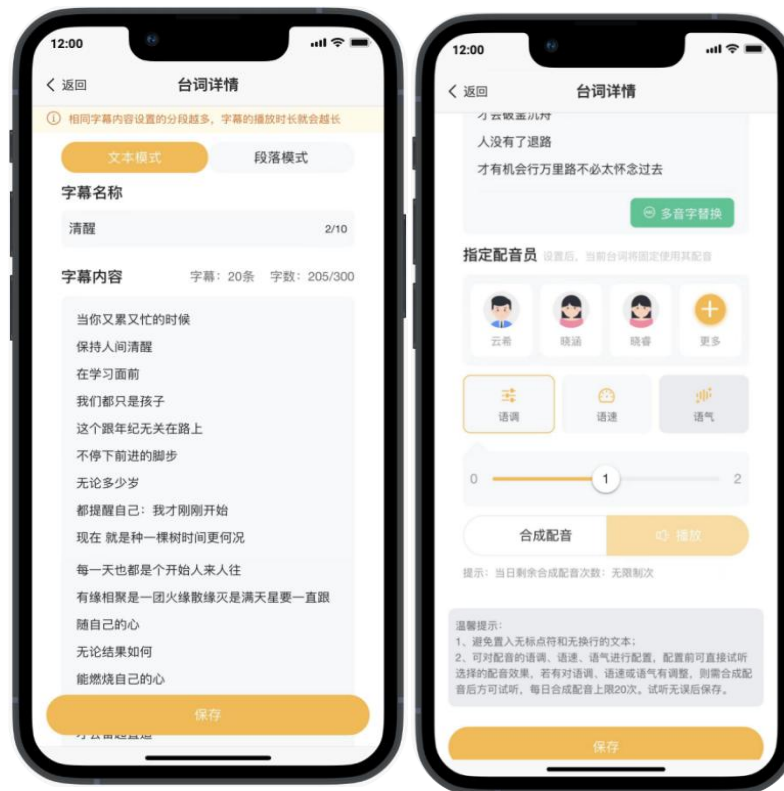 12:00
返回
台词详情
相同字幕内容设置的分段越多，字幕的播放时长就会越长
文本模式
段落模式
字幕名称
清醒
2/10
字幕内容
字幕：20条
字数：205/300
当你又累又忙的时候
保持人间清醒
在学习面前
我们都只是孩子
这个跟年纪无关在路上
不停下前进的脚步
无论多少岁
都提醒自己：我才刚刚开始
现在 就是种一棵树时间更何况
每一天也都是个开始人来人往
有缘相聚是一团火缘散缘灭是满天星要一直跟
随自己的心
无论结果如何
能燃烧自己的心
保存
12:00
返回
台词详情
才会破釜沉舟
人没有了退路
才有机会行万里路不必太怀念过去
多音字替换
指定配音员
设置后，当前台词将固定使用其配音
云希
晓涵
晓睿
更多
语调
语速
语气
0
1
2
合成配音
播放
提示：当日剩余合成配音次数：无限制次
温馨提示：
1、避免置入无标点符和无换行的文本；
2、可对配音的语调、语速、语气进行配置，配置前可直接试听
选择的配音效果，若有对语调、语速或语气有调整，则需合成配
音后方可试听，每日合成配音上限20次。试听无误后保存。
保存